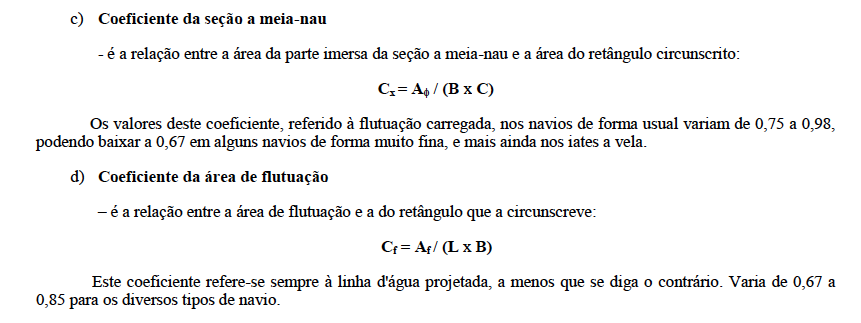 c) Coeficiente da seção a meia-nau
- é a relação entre a área da parte imersa da seção a meia-nau e a área do retângulo circunscrito:
Cx = Aϕ / (B x C)
Os valores deste coeficiente, referido à flutuação carregada, nos navios de forma usual variam de 0,75 a 0,98,
podendo baixar a 0,67 em alguns navios de forma muito fina, e mais ainda nos iates a vela.
d) Coeficiente da área de flutuação
– é a relação entre a área de flutuação e a do retângulo que a circunscreve:
Cf = Af / (L x B)
Este coeficiente refere-se sempre à linha d'água projetada, a menos que se diga o contrário. Varia de 0,67 a
0,85 para os diversos tipos de navio.